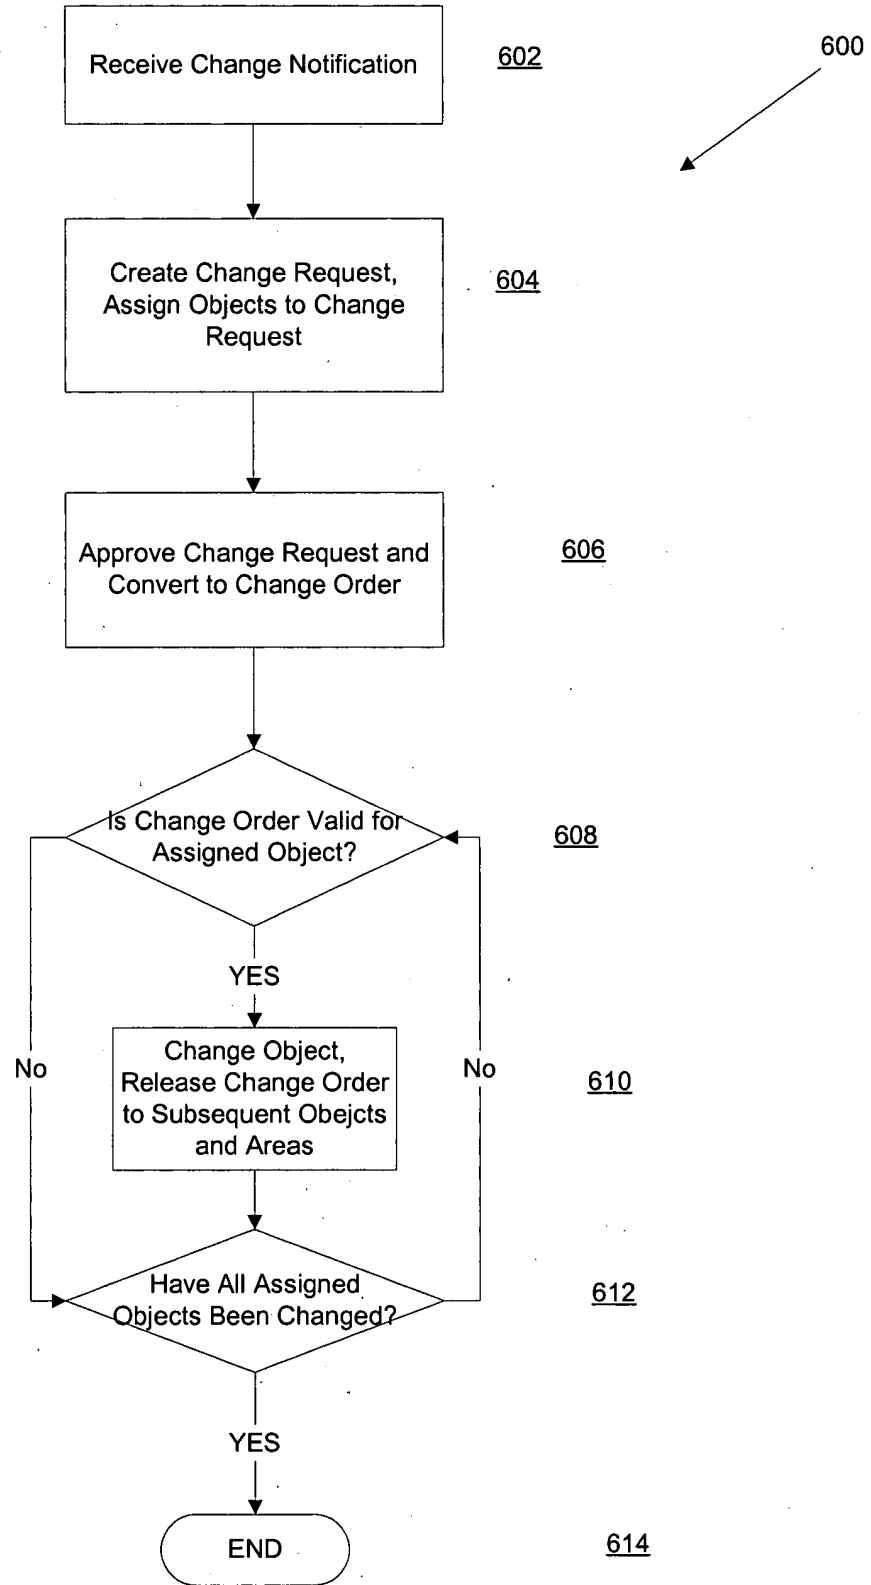 Receive Change Notification
602
600
Create Change Request,
Assign Objects to Change
Request
604
Approve Change Request and
Convert to Change Order
606
Is Change Order Valid for
Assigned Object?
608
YES
No
No
Change Object,
Release Change Order
to Subsequent Obejcts
and Areas
610
Have All Assigned
Objects Been Changed?
612
YES
END
614